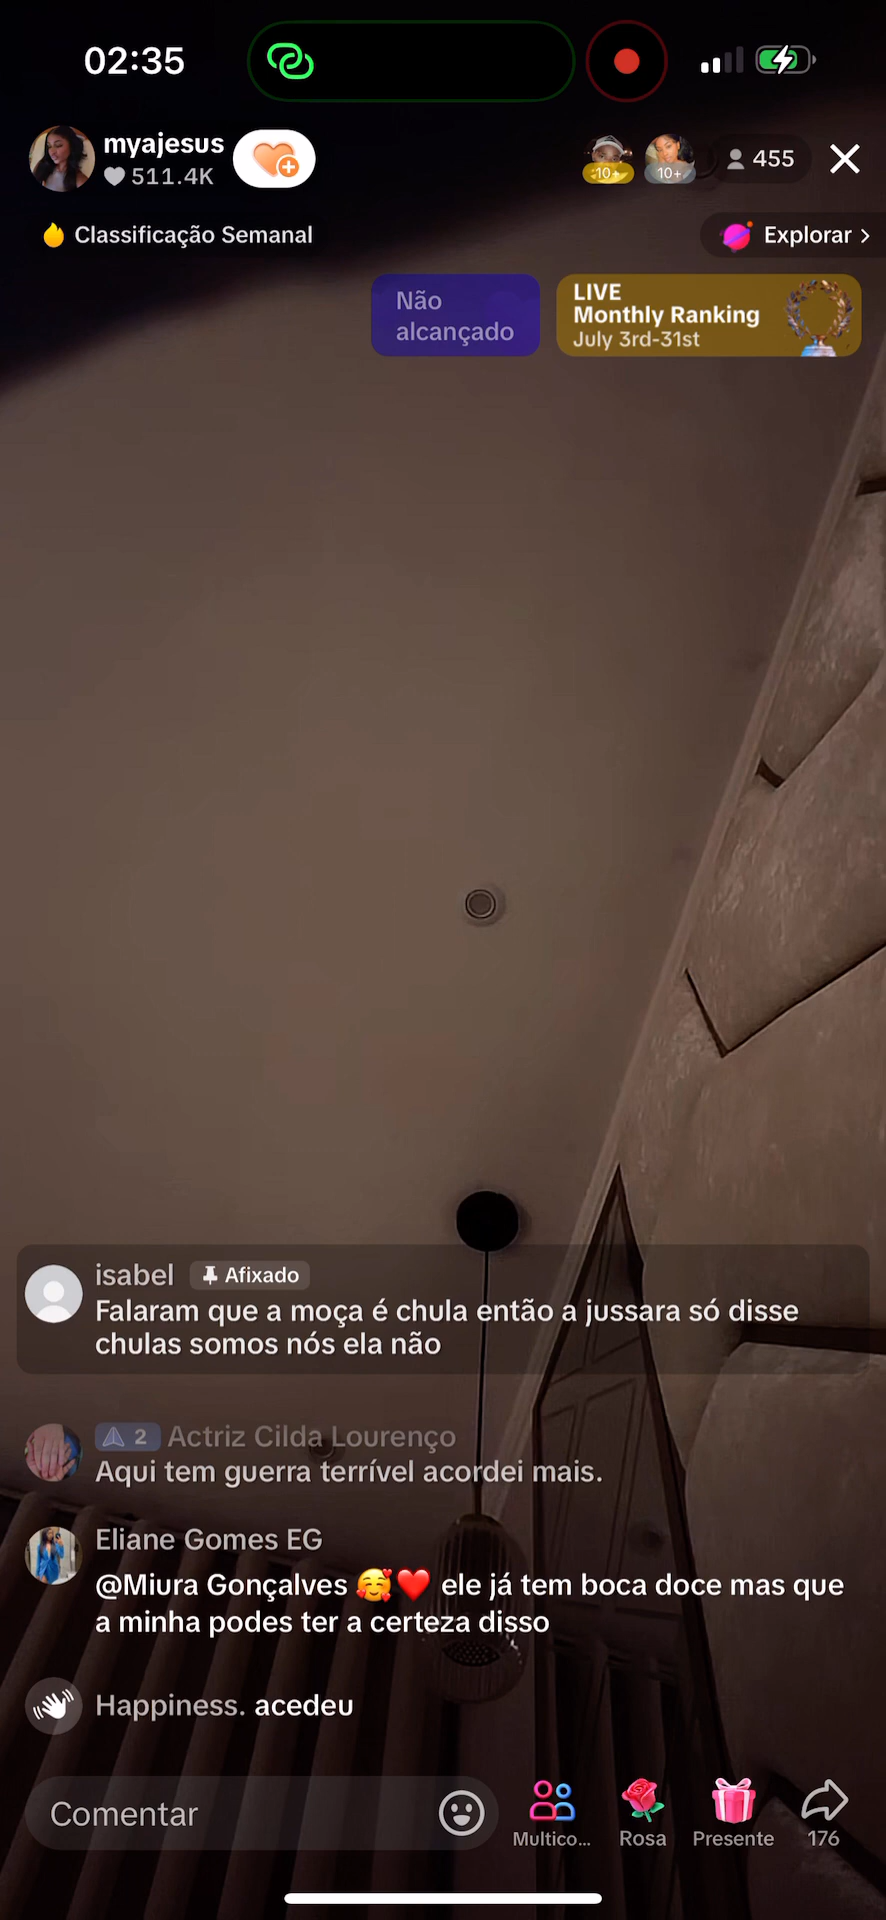 02:35
myajesus
511.4K
10+
10+
455
Classificação Semanal
Explorar >
Não
alcançado
LIVE
Monthly Ranking
July 3rd-31st
isabel Afixado
Falaram que a moça é chula então a jussara só disse
chulas somos nós ela não
2 Actriz Cilda Lourenço
Aqui tem guerra terrível acordei mais.
Eliane Gomes EG
@Miura Gonçalves 🥰❤️ ele já tem boca doce mas que
a minha podes ter a certeza disso
Happiness. acedeu
Comentar
Multico...
Rosa
Presente
176